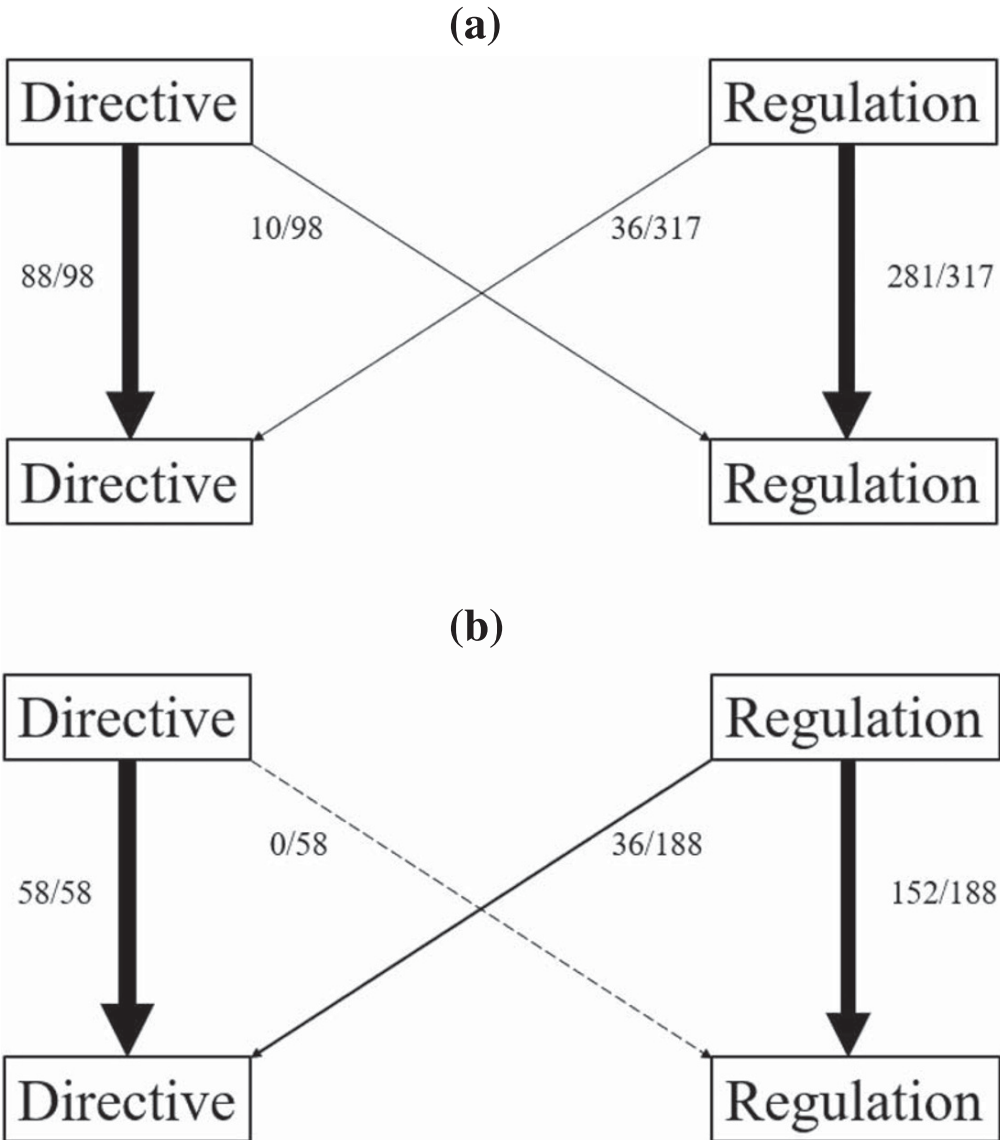 (a)
Directive Regulation
10/98 36/317
88/98 281/317
Directive Regulation
(b)
Directive Regulation
0/58 36/188
58/58 152/188
Directive Regulation